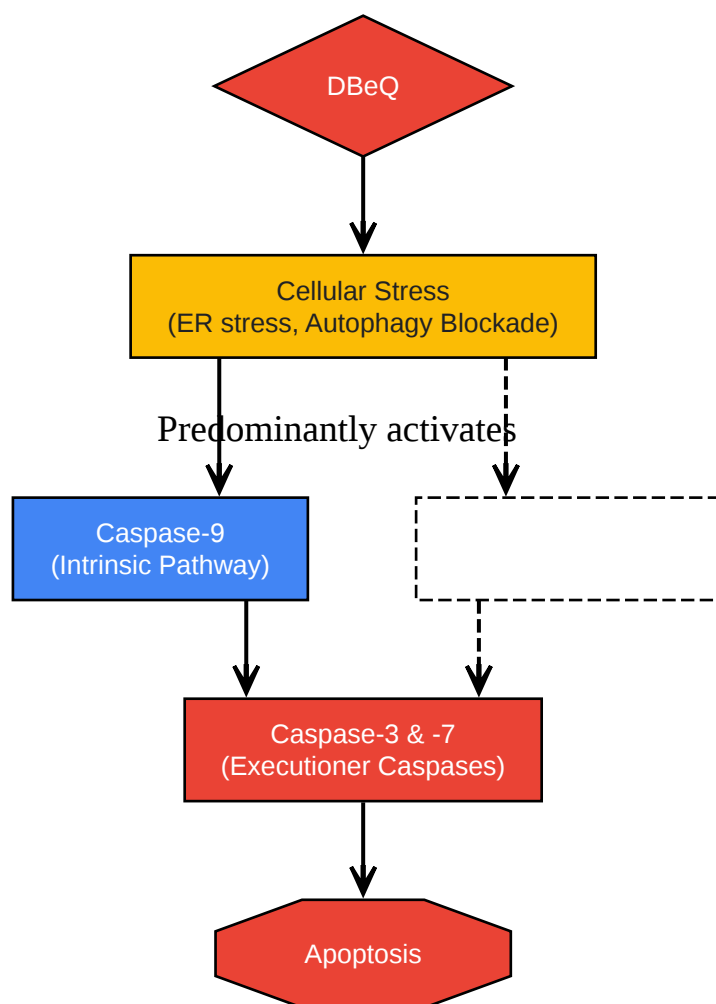 DBeQ
Cellular Stress
(ER stress, Autophagy Blockade)
Predominantly activates
Caspase-9
(Intrinsic Pathway)
Caspase-3 & -7
(Executioner Caspases)
Apoptosis